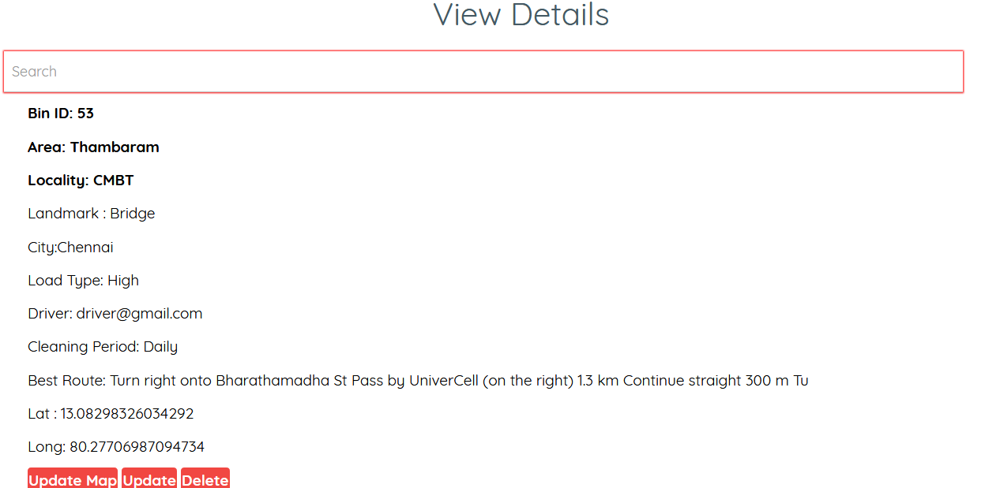 View Details
Search
Bin ID: 53
Area: Thambaram
Locality: CMBT
Landmark : Bridge
City:Chennai
Load Type: High
Driver: driver@gmail.com
Cleaning Period: Daily
Best Route: Turn right onto Bharathamadha St Pass by UniverCell (on the right) 1.3 km Continue straight 300 m Tu
Lat : 13.08298326034292
Long: 80.27706987094734
Update Map Update Delete